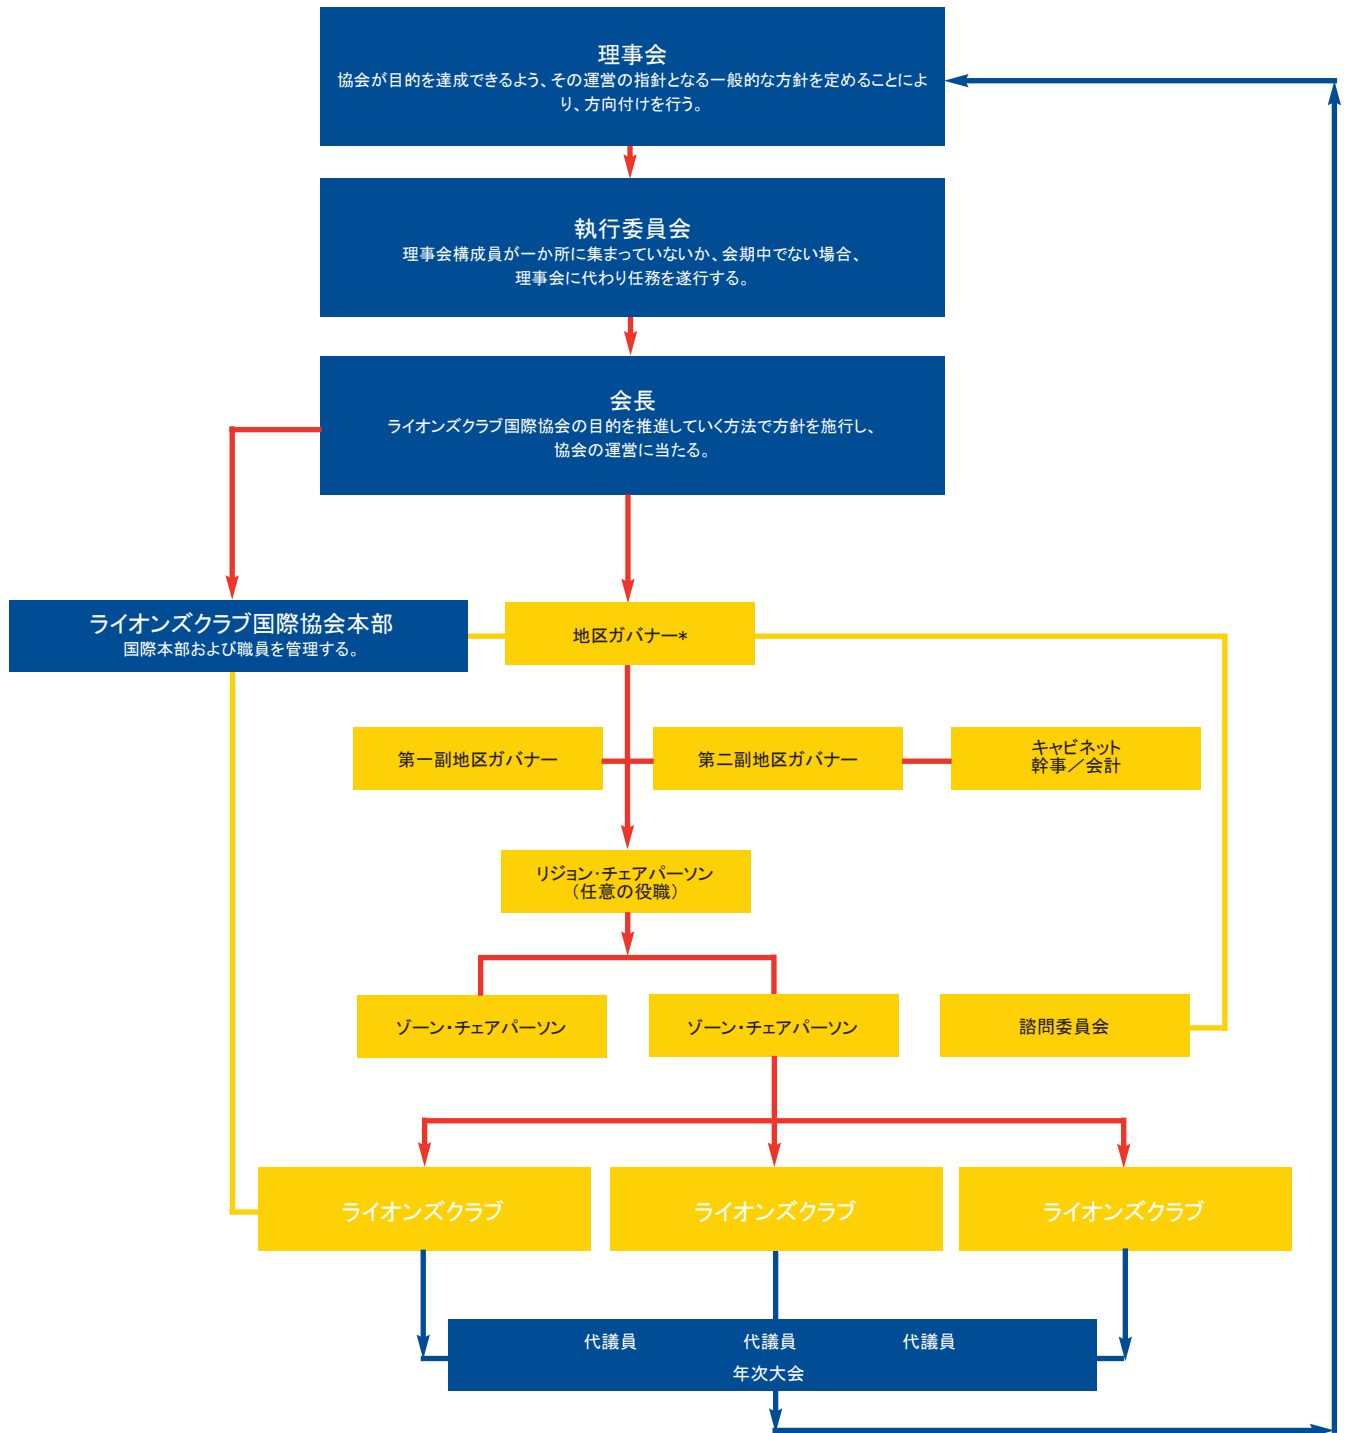 理事会
協会が目的を達成できるよう、その運営の指針となる一般的な方針を定めることによ
り、方向付けを行う。
執行委員会
理事会構成員が一か所に集まっていないか、会期中でない場合、
理事会に代わり任務を遂行する。
会長
ライオンズクラブ国際協会の目的を推進していく方法で方針を施行し、
協会の運営に当たる。
ライオンズクラブ国際協会本部
国際本部および職員を管理する。
地区ガバナー*
第一副地区ガバナー
第二副地区ガバナー
キャビネット
幹事／会計
リジョン・チェアパーソン
（任意の役職）
ゾーン・チェアパーソン
ゾーン・チェアパーソン
諮問委員会
ライオンズクラブ
ライオンズクラブ
ライオンズクラブ
代議員
代議員
代議員
年次大会